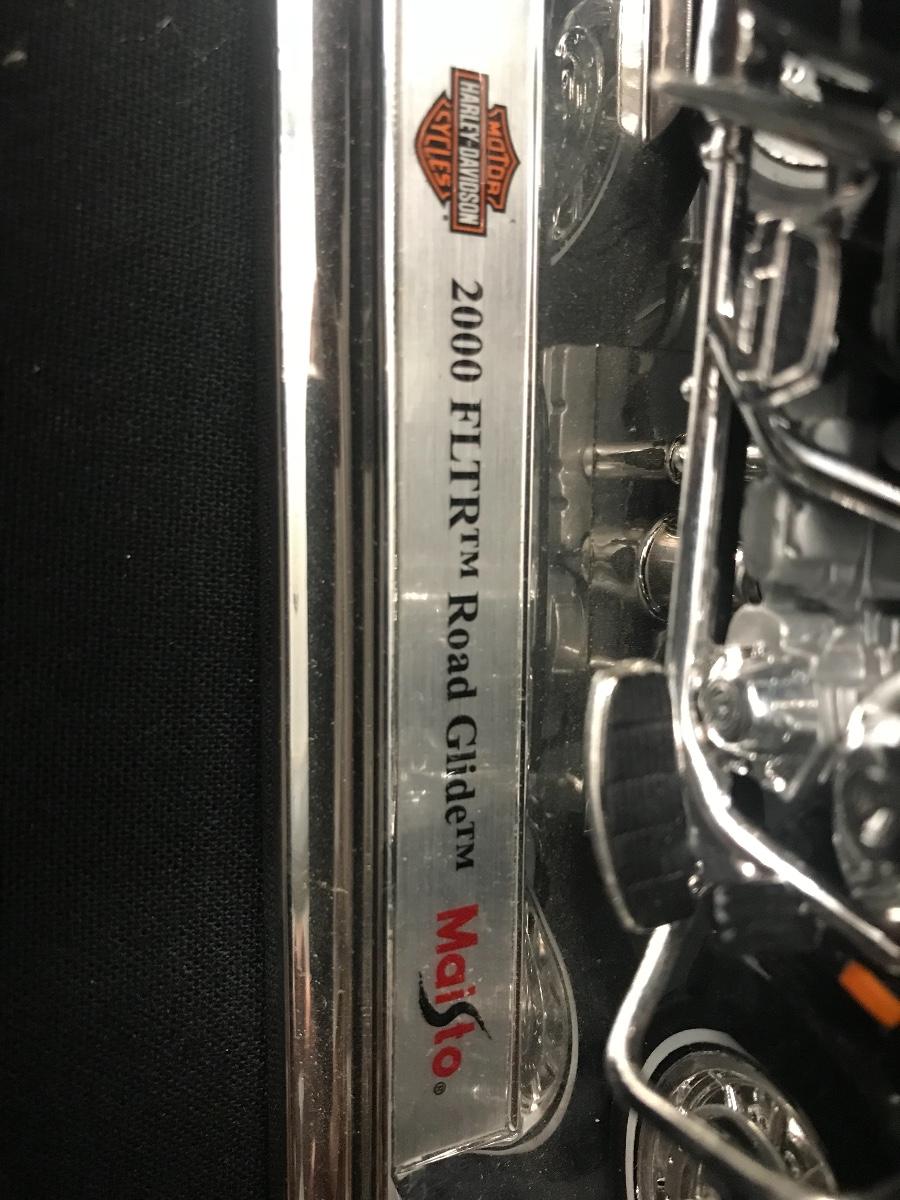 MOTOR
HARLEY-DAVIDSON
CYCLES
2000 FLTR™ Road Glide™ Maisto®